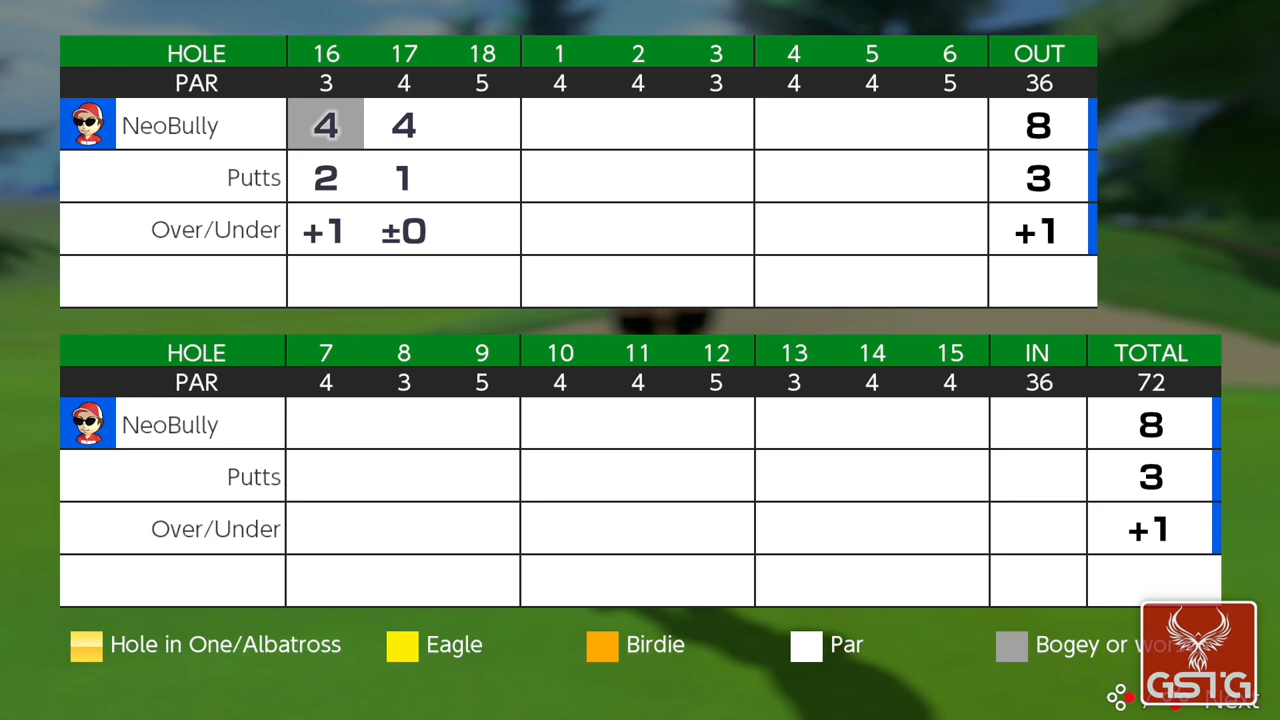 HOLE 16 17 18 1 2 3 4 5 6 OUT
PAR 3 4 5 4 4 3 4 4 5 36
NeoBully 4 4 8
Putts 2 1 3
Over/Under +1 ±0 +1
HOLE 7 8 9 10 11 12 13 14 15 IN TOTAL
PAR 4 3 5 4 4 5 3 4 4 36 72
NeoBully 8
Putts 3
Over/Under +1
Hole in One/Albatross Eagle Birdie Par Bogey or
GSTG
Next